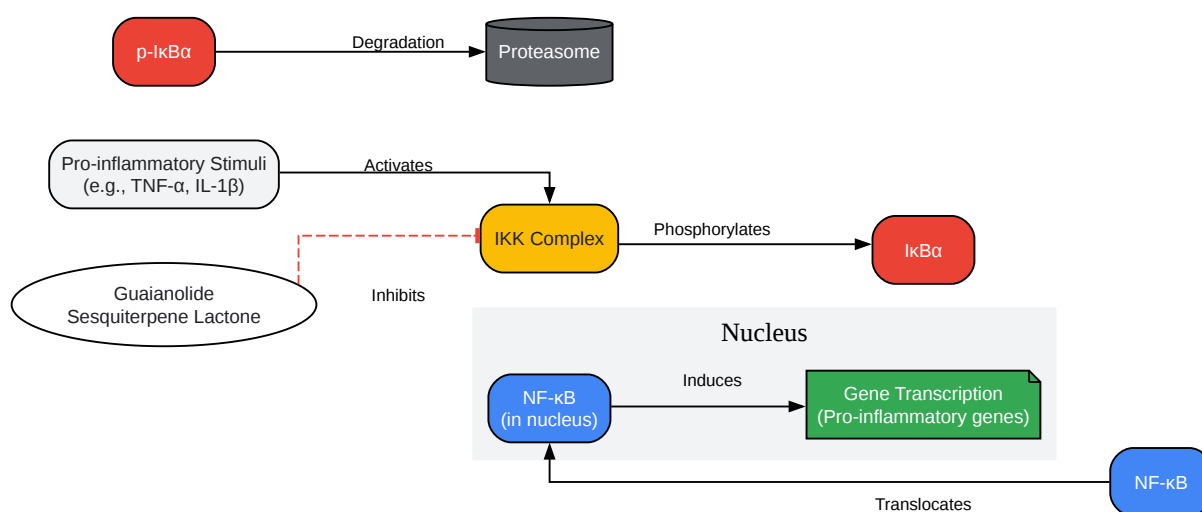 p-IκBα
Degradation
Proteasome
Pro-inflammatory Stimuli
(e.g., TNF-α, IL-1β)
Activates
IKK Complex
Phosphorylates
IκBα
Guaianolide
Sesquiterpene Lactone
Inhibits
Nucleus
NF-κB
(in nucleus)
Induces
Gene Transcription
(Pro-inflammatory genes)
NF-κB
Translocates